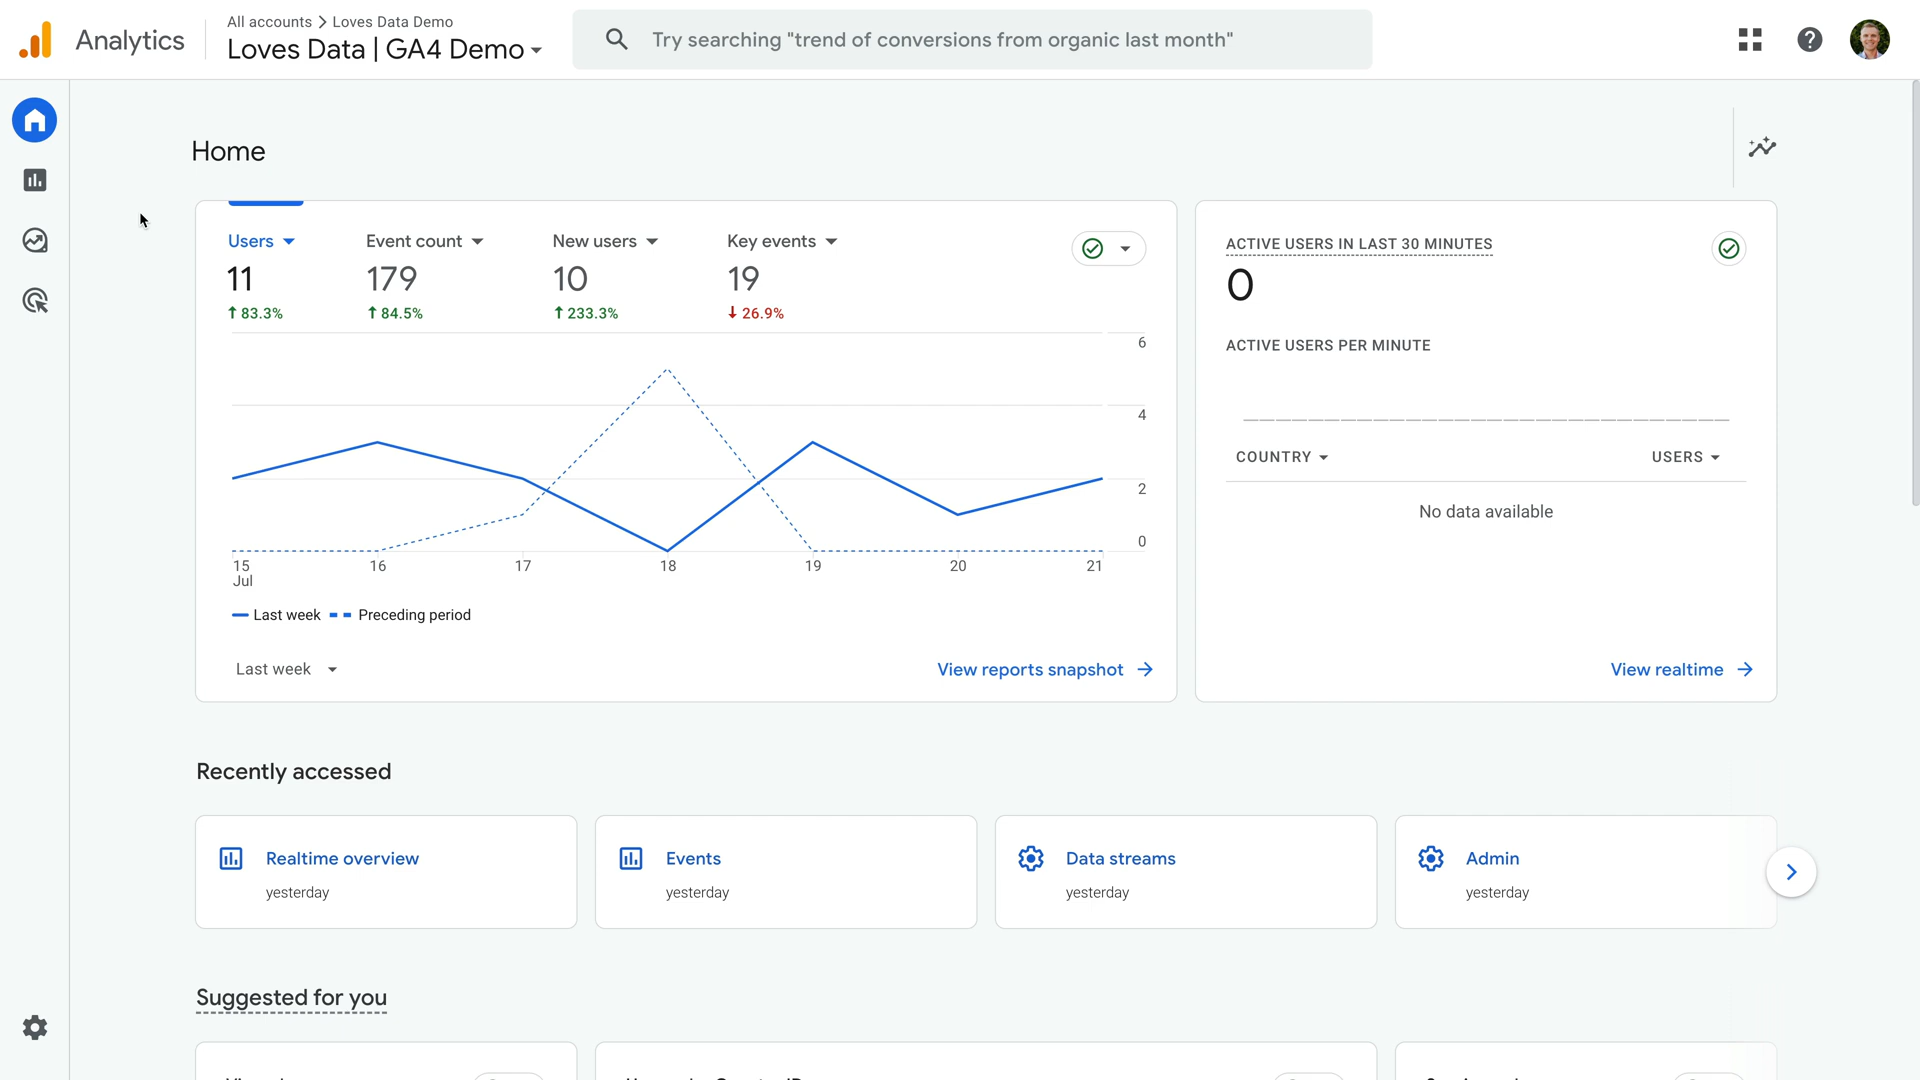 Analytics
All accounts > Loves Data Demo
Loves Data | GA4 Demo
Try searching "trend of conversions from organic last month"
Home
Users
11
83.3%
Event count
179
84.5%
New users
10
233.3%
Key events
19
26.9%
6
4
2
0
15
Jul
16
17
18
19
20
21
Last week
Preceding period
Last week
View reports snapshot
ACTIVE USERS IN LAST 30 MINUTES
0
ACTIVE USERS PER MINUTE
COUNTRY
USERS
No data available
View realtime
Recently accessed
Realtime overview
yesterday
Events
yesterday
Data streams
yesterday
Admin
yesterday
Suggested for you